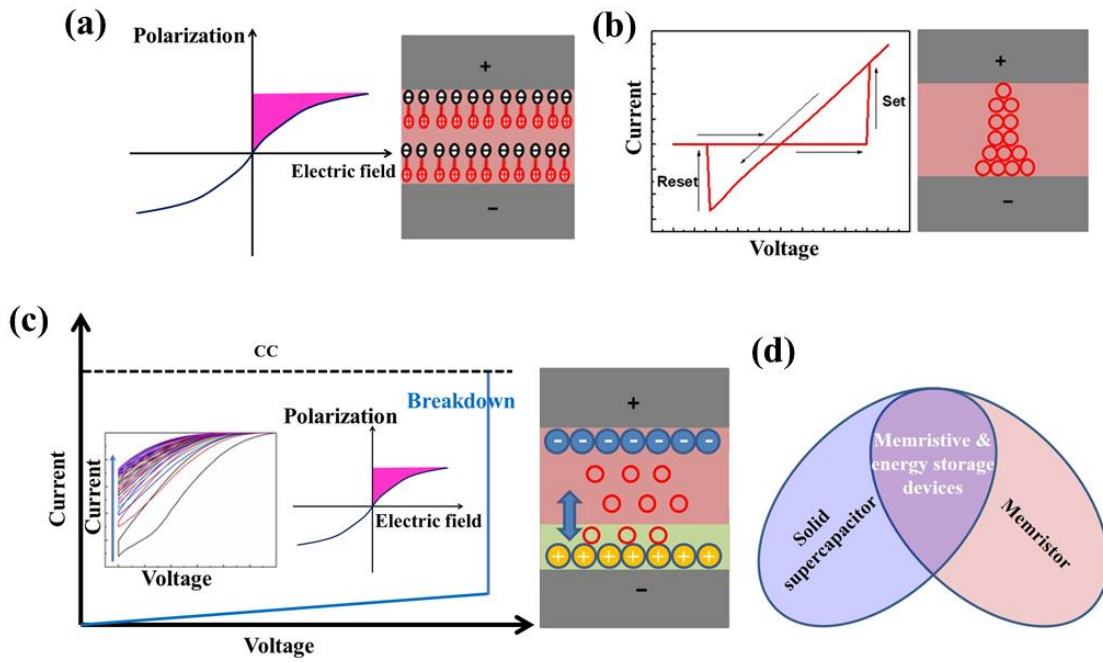 (a)
Polarization
Electric field
+
−
(b)
Current
Set
Reset
Voltage
+
−
(c)
CC
Breakdown
Current
Current
Voltage
Polarization
Electric field
Voltage
+
- - - - - - -
+ + + + + + +
−
(d)
Memristive &
energy storage
devices
Solid
supercapacitor
Memristor